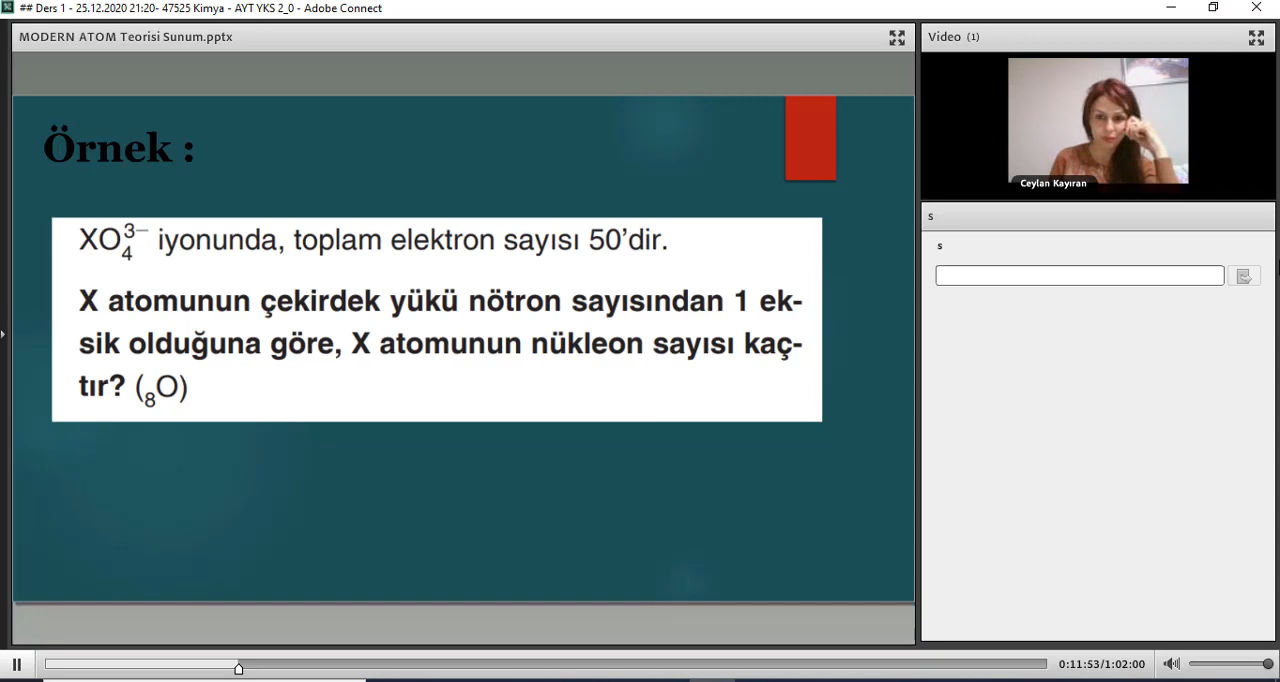 ## Ders 1 - 25.12.2020 21:20- 47525 Kimya - AYT YKS 2_0 - Adobe Connect
MODERN ATOM Teorisi Sunum.pptx
Video (1)
Örnek :
Ceylan Kayıran
XO₄³⁻ iyonunda, toplam elektron sayısı 50'dir.
X atomunun çekirdek yükü nötron sayısından 1 ek-
sik olduğuna göre, X atomunun nükleon sayısı kaç-
tır? (₈O)
s
s
0:11:53/1:02:00